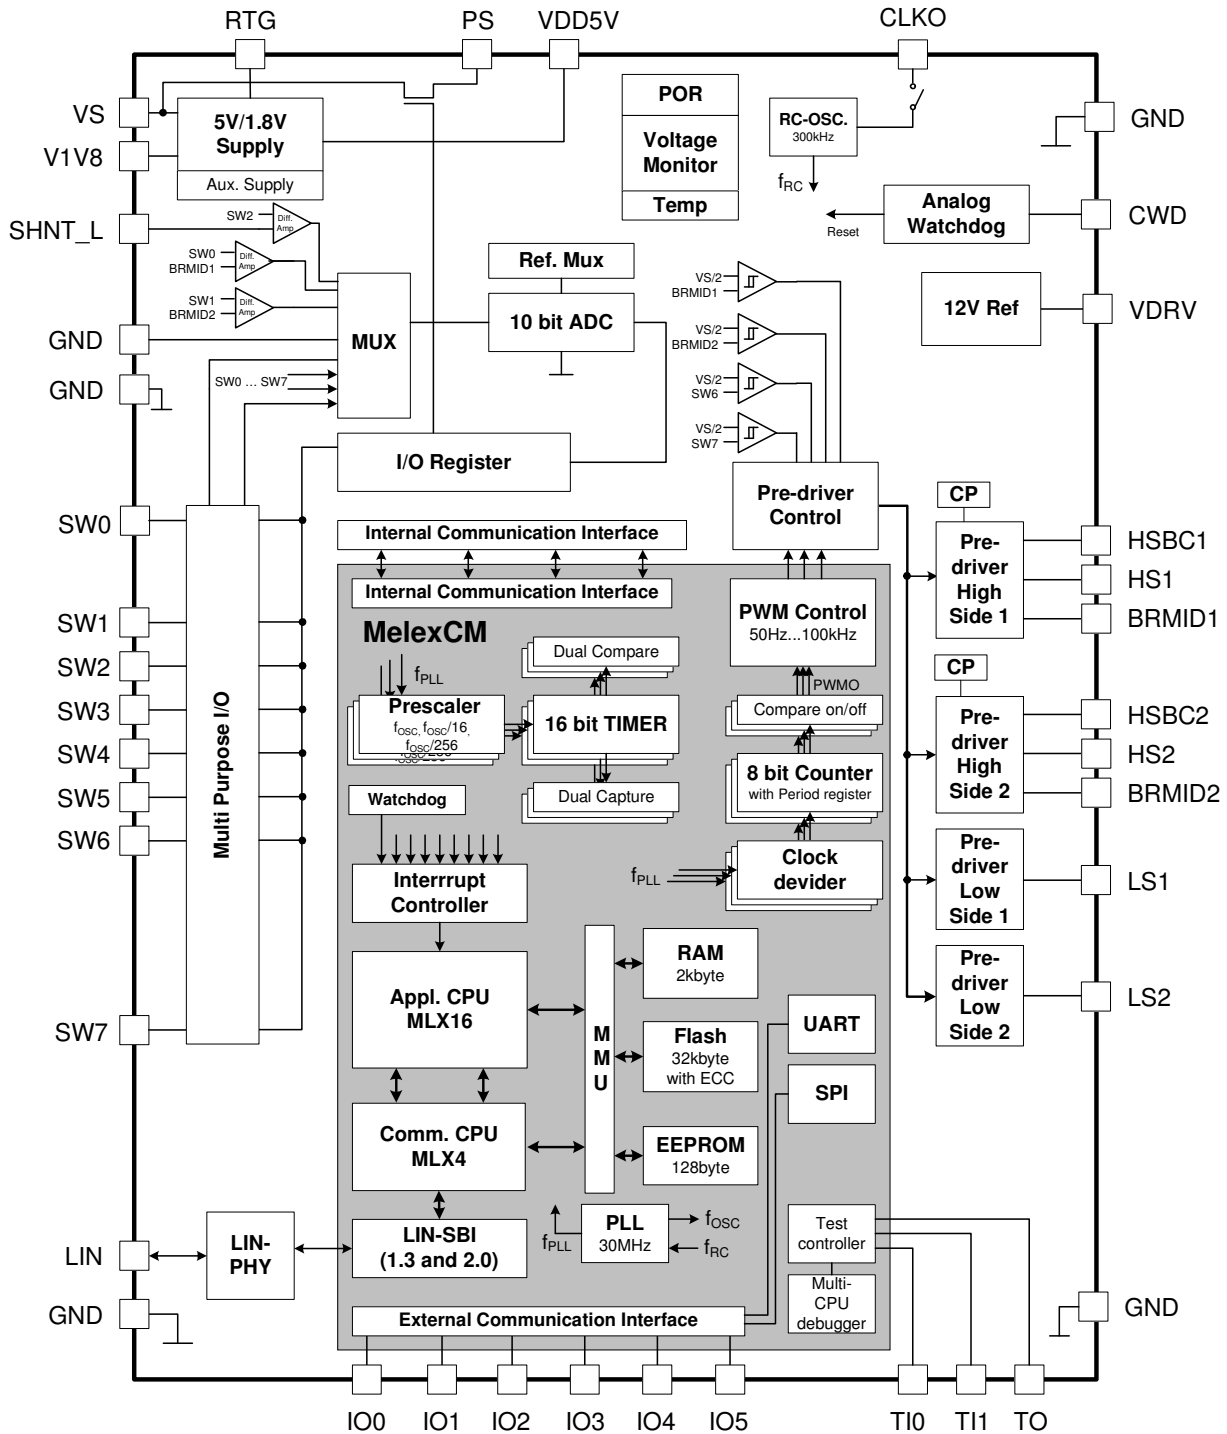 RTG
PS
VDD5V
CLKO
VS
V1V8
SHNT_L
GND
GND
SW0
SW1
SW2
SW3
SW4
SW5
SW6
SW7
LIN
GND
5V/1.8V
Supply
Aux. Supply
SW2
Diff.
Amp
SW0
BRMID1
Diff.
Amp
SW1
BRMID2
Diff.
Amp
MUX
SW0 ... SW7
Ref. Mux
10 bit ADC
I/O Register
POR
Voltage
Monitor
Temp
RC-OSC.
300kHz
fRC
Reset
Analog
Watchdog
12V Ref
GND
CWD
VDRV
VS/2
BRMID1
VS/2
BRMID2
VS/2
SW6
VS/2
SW7
Pre-driver
Control
Multi Purpose I/O
Internal Communication Interface
Internal Communication Interface
MelexCM
fPLL
Prescaler
fOSC, fOSC/16,
fOSC/256
fOSC/256
Dual Compare
16 bit TIMER
Dual Capture
Watchdog
Interrrupt
Controller
Appl. CPU
MLX16
Comm. CPU
MLX4
LIN-SBI
(1.3 and 2.0)
LIN-
PHY
MMU
RAM
2kbyte
Flash
32kbyte
with ECC
EEPROM
128byte
PLL
30MHz
fPLL
fOSC
fRC
PWM Control
50Hz...100kHz
PWMO
Compare on/off
8 bit Counter
with Period register
Clock
devider
fPLL
UART
SPI
Test
controller
Multi-
CPU
debugger
External Communication Interface
CP
Pre-
driver
High
Side 1
CP
Pre-
driver
High
Side 2
Pre-
driver
Low
Side 1
Pre-
driver
Low
Side 2
HSBC1
HS1
BRMID1
HSBC2
HS2
BRMID2
LS1
LS2
GND
IO0
IO1
IO2
IO3
IO4
IO5
TI0
TI1
TO